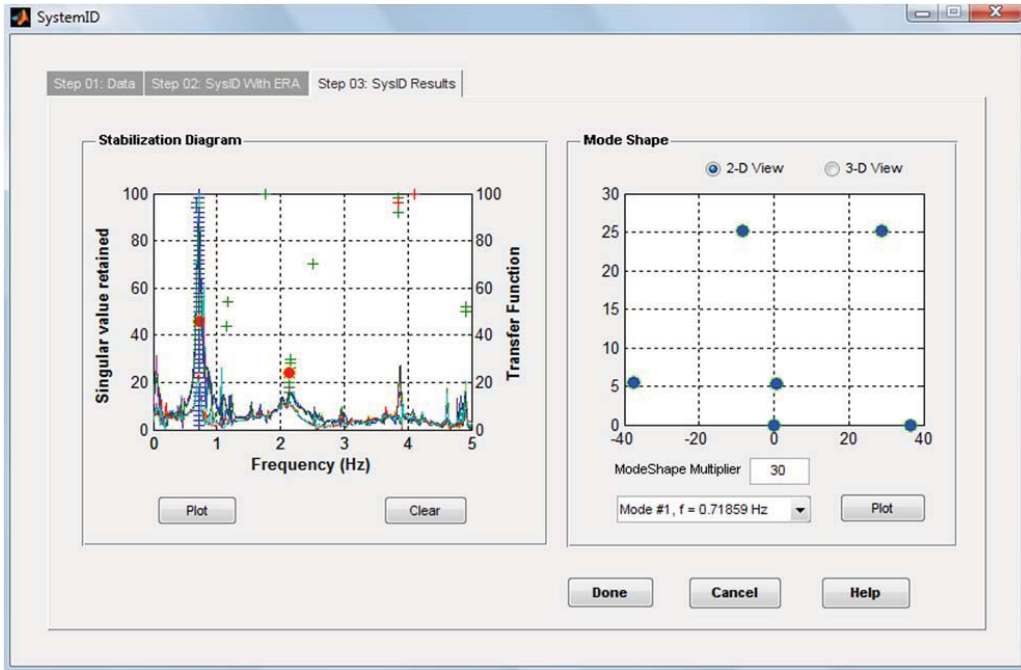 SystemID
Step 01: Data Step 02: SysID With ERA Step 03: SysID Results
Stabilization Diagram
Singular value retained
100
80
60
40
20
0
0 1 2 3 4 5
Frequency (Hz)
100
80
60
40
20
0
Transfer Function
Plot Clear
Mode Shape
2-D View 3-D View
30
25
20
15
10
5
0
-40 -20 0 20 40
ModeShape Multiplier 30
Mode #1, f = 0.71859 Hz Plot
Done Cancel Help